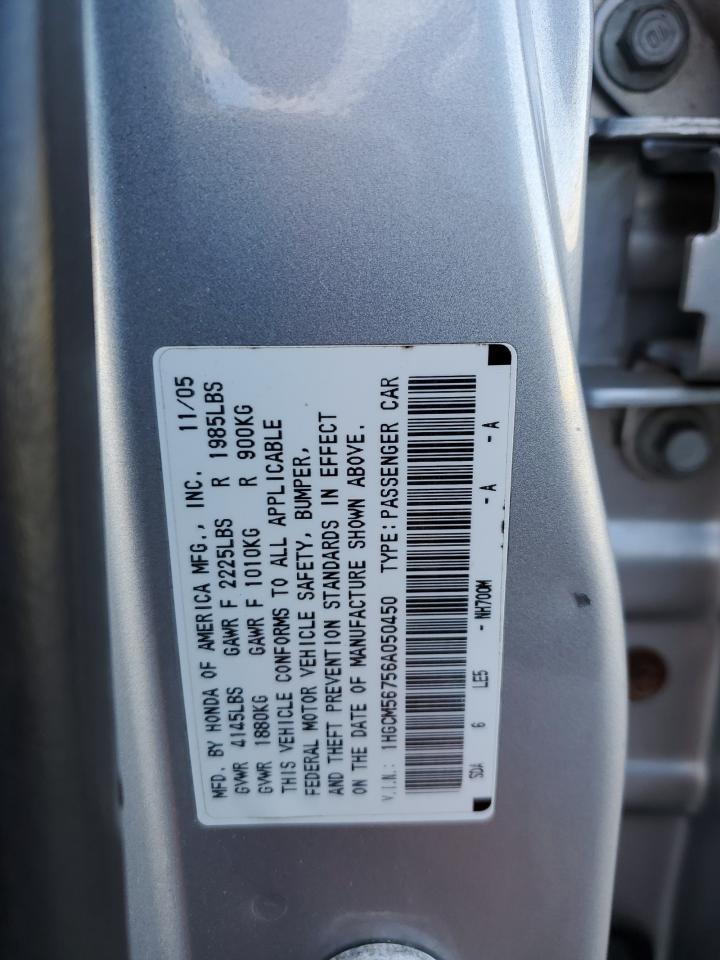 MFD. BY HONDA OF AMERICA MFG., INC. 11/05
GVWR 4145LBS GAWR F 2225LBS R 1985LBS
GVWR 1880KG GAWR F 1010KG R 900KG
THIS VEHICLE CONFORMS TO ALL APPLICABLE
FEDERAL MOTOR VEHICLE SAFETY, BUMPER,
AND THEFT PREVENTION STANDARDS IN EFFECT
ON THE DATE OF MANUFACTURE SHOWN ABOVE.
V.I.N.: 1HGCM56756A050450 TYPE:PASSENGER CAR
SDA 6 LE5 - NH700M - A - A
10